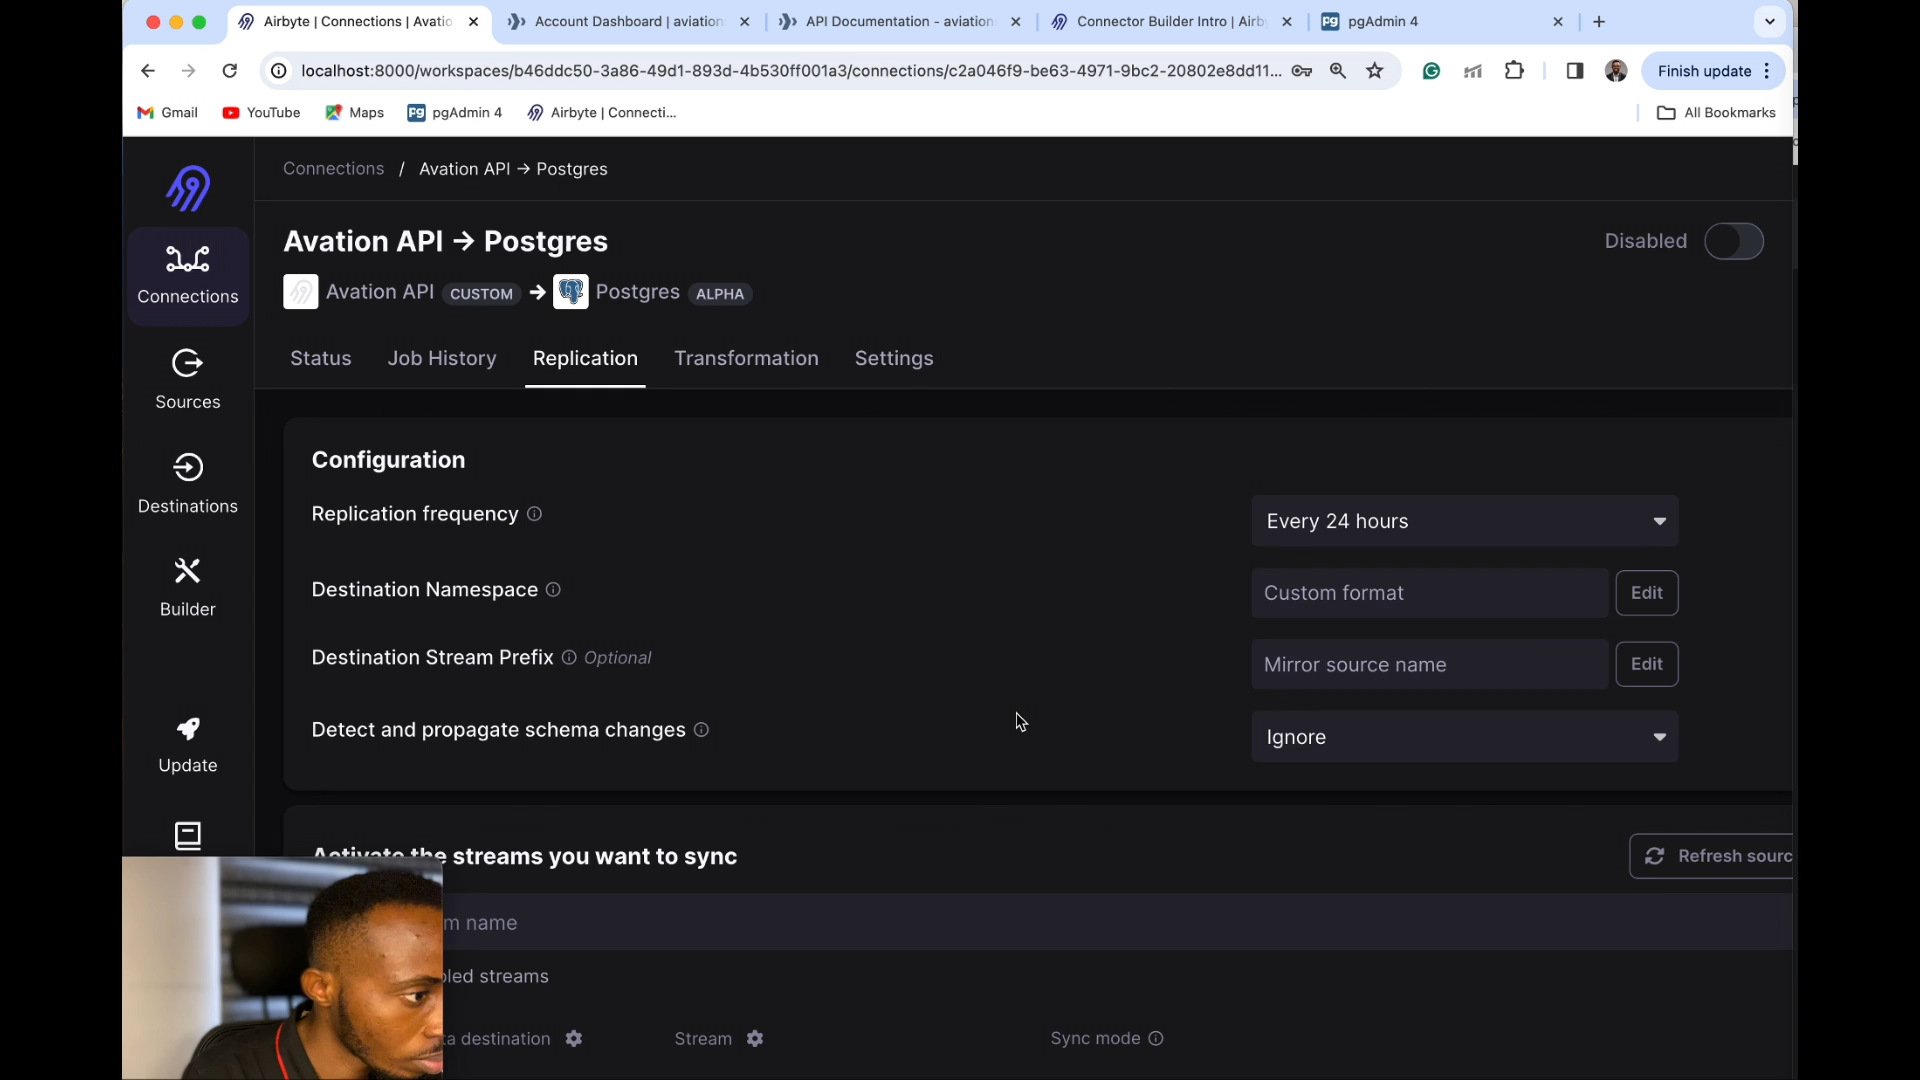 Airbyte | Connections | Avatio
Account Dashboard | aviation
API Documentation - aviation
Connector Builder Intro | Airb
pgAdmin 4
localhost:8000/workspaces/b46ddc50-3a86-49d1-893d-4b530ff001a3/connections/c2a046f9-be63-4971-9bc2-20802e8dd11...
Finish update
Gmail
YouTube
Maps
pgAdmin 4
Airbyte | Connecti...
All Bookmarks
Connections / Avation API → Postgres
Avation API → Postgres
Disabled
Avation API CUSTOM → Postgres ALPHA
Connections
Status
Job History
Replication
Transformation
Settings
Sources
Configuration
Replication frequency
Every 24 hours
Destinations
Destination Namespace
Custom format
Edit
Builder
Destination Stream Prefix Optional
Mirror source name
Edit
Detect and propagate schema changes
Ignore
Update
Activate the streams you want to sync
Refresh sourc
m name
bled streams
ta destination
Stream
Sync mode